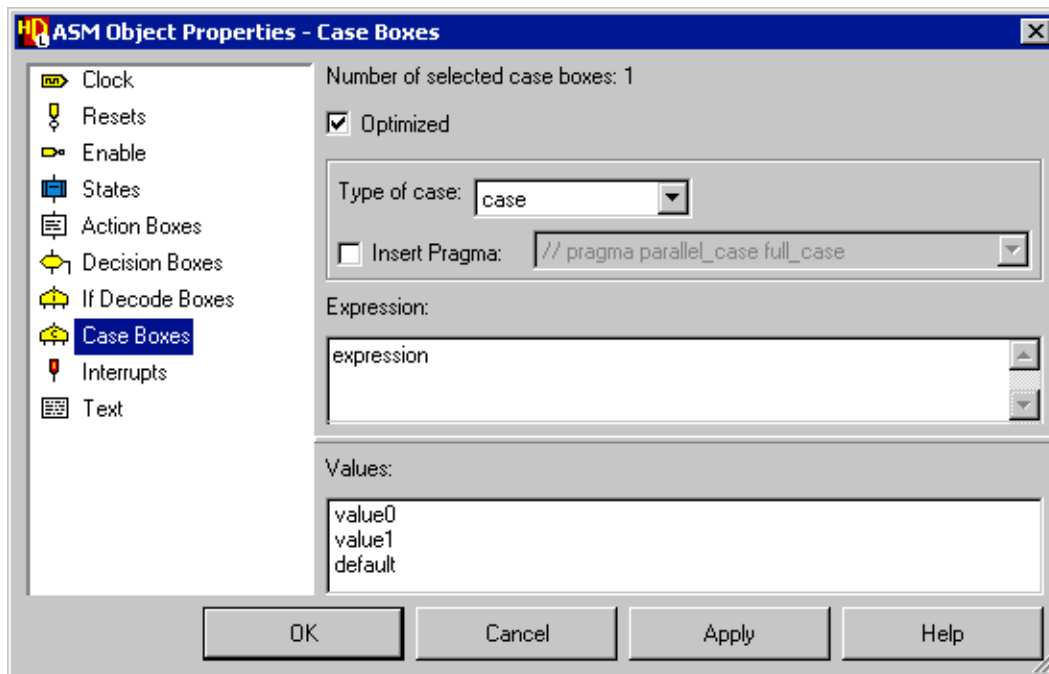 HDL ASM Object Properties - Case Boxes
Clock
Resets
Enable
States
Action Boxes
Decision Boxes
If Decode Boxes
Case Boxes
Interrupts
Text
Number of selected case boxes: 1
Optimized
Type of case: case
Insert Pragma: // pragma parallel_case full_case
Expression:
expression
Values:
value0
value1
default
OK Cancel Apply Help